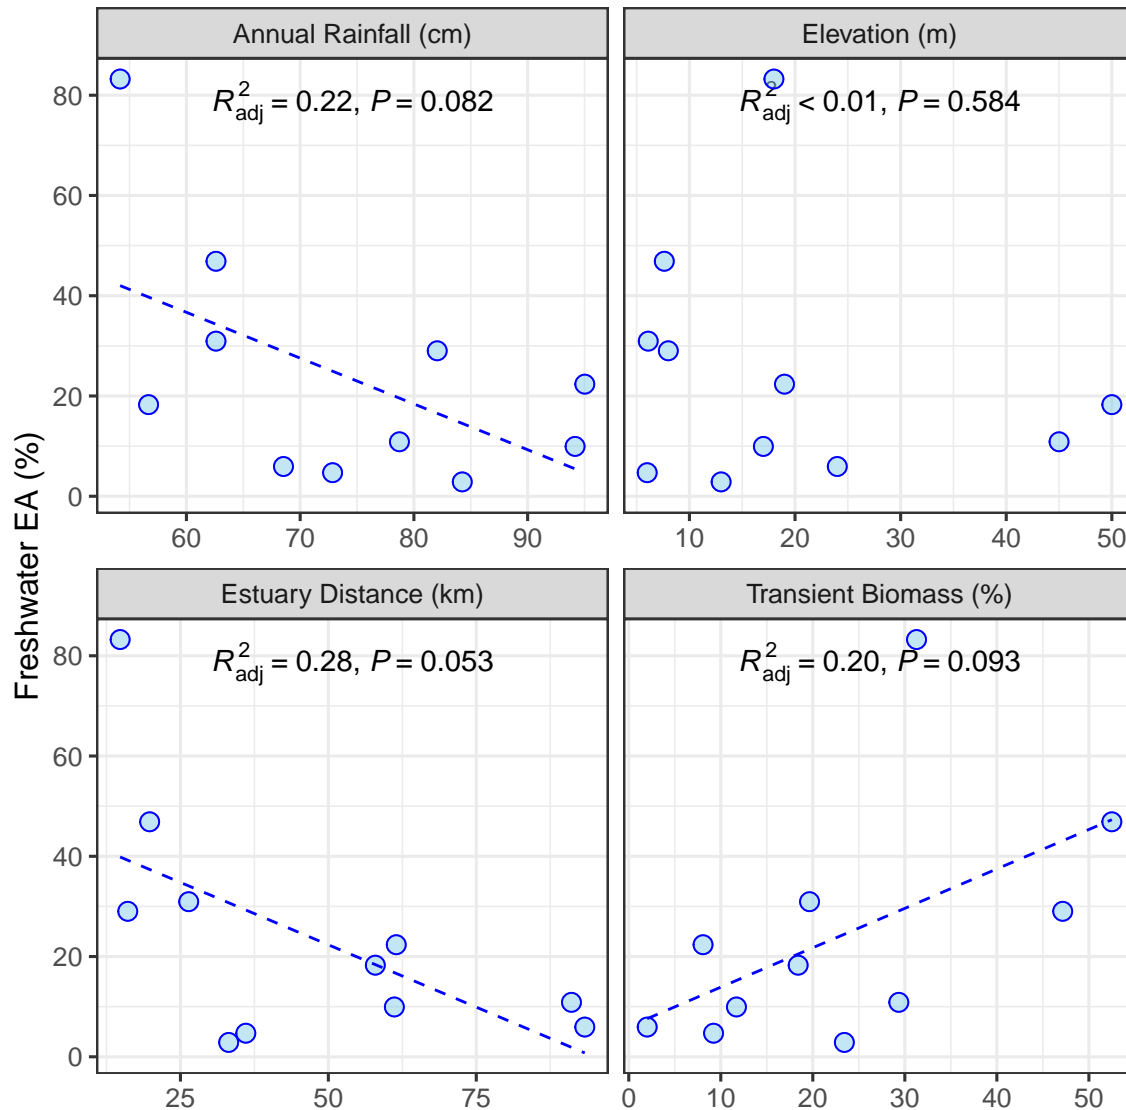 Annual Rainfall (cm)
Elevation (m)
R²adj = 0.22, P = 0.082
R²adj < 0.01, P = 0.584
80
60
40
20
0
60 70 80 90
10 20 30 40 50
Freshwater EA (%)
Estuary Distance (km)
Transient Biomass (%)
R²adj = 0.28, P = 0.053
R²adj = 0.20, P = 0.093
80
60
40
20
0
25 50 75
0 10 20 30 40 50